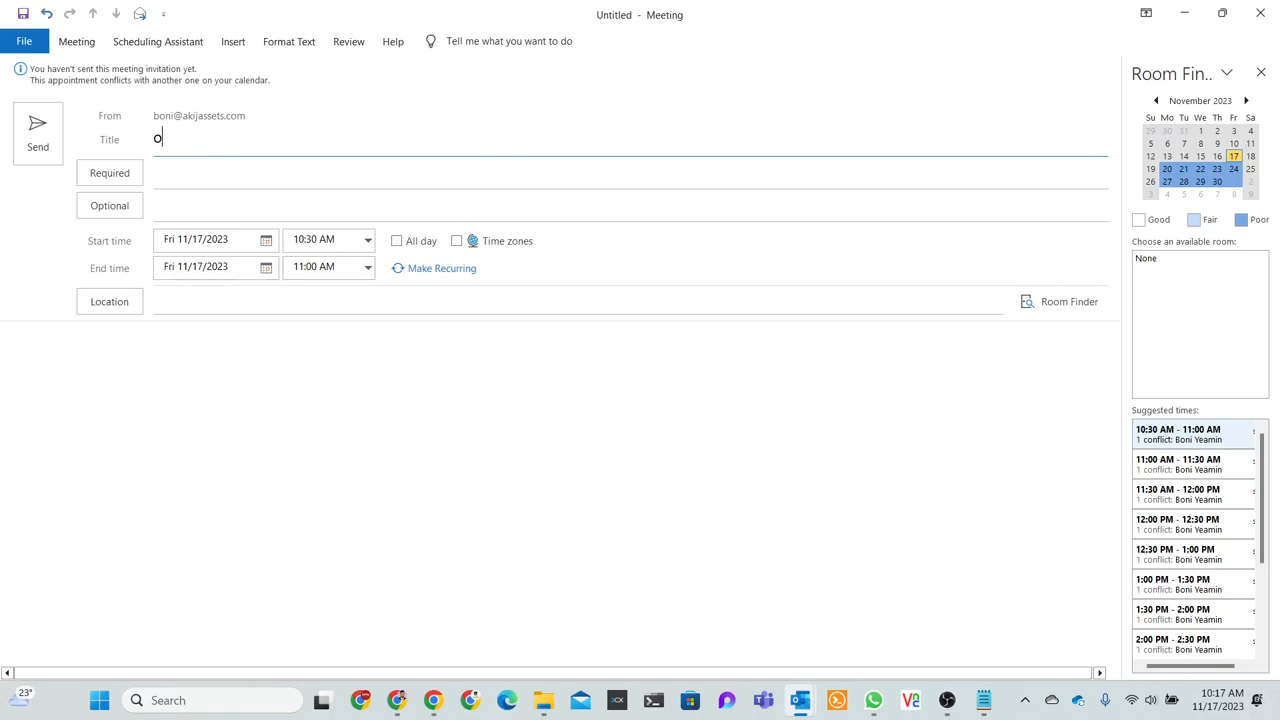 Untitled - Meeting
File Meeting Scheduling Assistant Insert Format Text Review Help Tell me what you want to do
You haven't sent this meeting invitation yet.
This appointment conflicts with another one on your calendar.
Send
From boni@akijassets.com
Title O
Required
Optional
Start time Fri 11/17/2023 10:30 AM All day Time zones
End time Fri 11/17/2023 11:00 AM Make Recurring
Location Room Finder
Room Fin..
November 2023
Su Mo Tu We Th Fr Sa
29 30 31 1 2 3 4
5 6 7 8 9 10 11
12 13 14 15 16 17 18
19 20 21 22 23 24 25
26 27 28 29 30 2
3 4 5 6 7 8 9
Good Fair Poor
Choose an available room:
None
Suggested times:
10:30 AM - 11:00 AM
1 conflict: Boni Yeamin
11:00 AM - 11:30 AM
1 conflict: Boni Yeamin
11:30 AM - 12:00 PM
1 conflict: Boni Yeamin
12:00 PM - 12:30 PM
1 conflict: Boni Yeamin
12:30 PM - 1:00 PM
1 conflict: Boni Yeamin
1:00 PM - 1:30 PM
1 conflict: Boni Yeamin
1:30 PM - 2:00 PM
1 conflict: Boni Yeamin
2:00 PM - 2:30 PM
1 conflict: Boni Yeamin
23°
Search
10:17 AM
11/17/2023